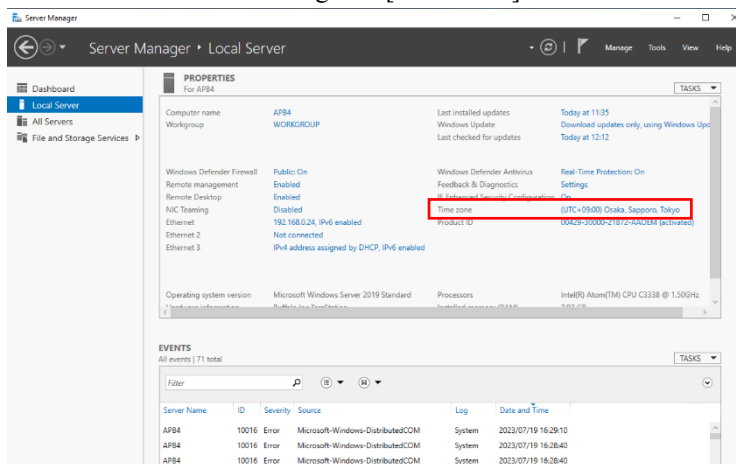 Server Manager
Server Manager • Local Server
Manage Tools View Help
Dashboard
Local Server
All Servers
File and Storage Services
PROPERTIES
For APB4
TASKS
Computer name APB4
Workgroup WORKGROUP
Last installed updates Today at 11:35
Windows Update Download updates only, using Windows Upd
Last checked for updates Today at 12:12
Windows Defender Firewall Public: On
Remote management Enabled
Remote Desktop Enabled
NIC Teaming Disabled
Ethernet 192.168.0.24, IPv6 enabled
Ethernet 2 Not connected
Ethernet 3 IPv4 address assigned by DHCP, IPv6 enabled
Windows Defender Antivirus Real-Time Protection: On
Feedback & Diagnostics Settings
IE Enhanced Security Configuration On
Time zone (UTC+09:00) Osaka, Sapporo, Tokyo
Product ID 00429-30000-21872-AAOEM (activated)
Operating system version Microsoft Windows Server 2019 Standard
Processors Intel(R) Atom(TM) CPU C3338 @ 1.50GHz
EVENTS
All events | 71 total
TASKS
Filter
Server Name ID Severity Source Log Date and Time
APB4 10016 Error Microsoft-Windows-DistributedCOM System 2023/07/19 16:29:10
APB4 10016 Error Microsoft-Windows-DistributedCOM System 2023/07/19 16:28:40
APB4 10016 Error Microsoft-Windows-DistributedCOM System 2023/07/19 16:28:40